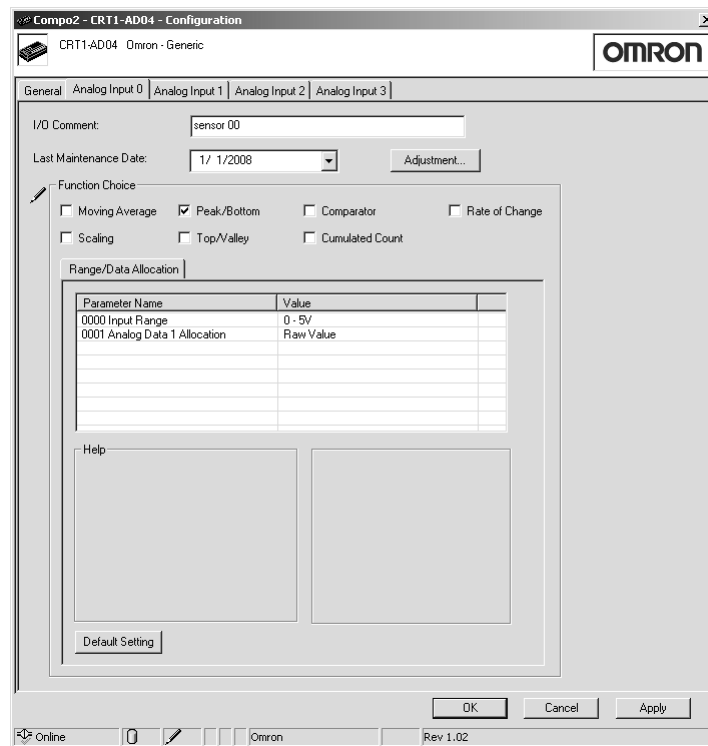 Compo2 - CRT1-AD04 - Configuration
CRT1-AD04 Omron - Generic
OMRON
General Analog Input 0 Analog Input 1 Analog Input 2 Analog Input 3
I/O Comment: sensor 00
Last Maintenance Date: 1/ 1/2008 Adjustment...
Function Choice
Moving Average Peak/Bottom Comparator Rate of Change
Scaling Top/Valley Cumulated Count
Range/Data Allocation
Parameter Name Value
0000 Input Range 0 - 5V
0001 Analog Data 1 Allocation Raw Value
Help
Default Setting
OK Cancel Apply
Online Omron Rev 1.02